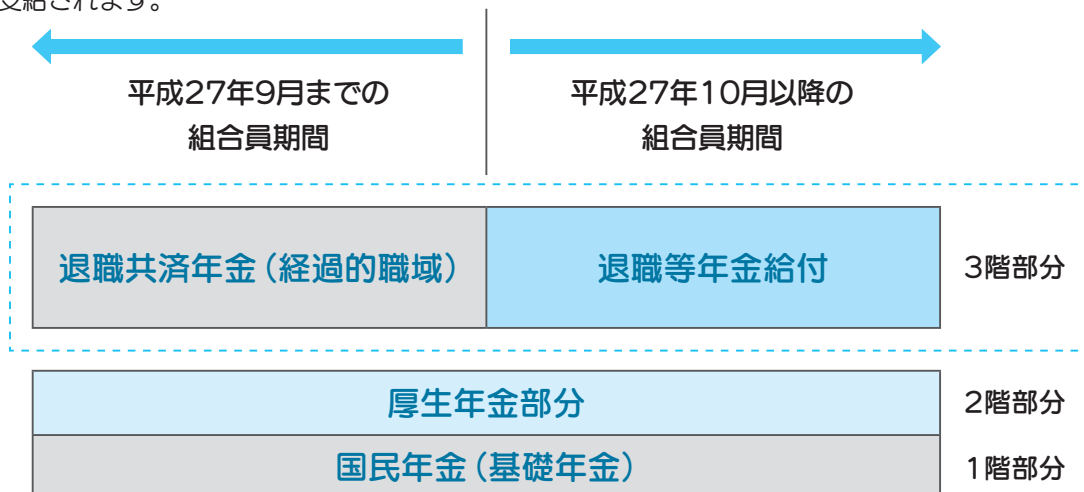 支給されます。
平成27年9月までの
組合員期間
平成27年10月以降の
組合員期間
退職共済年金（経過的職域）
退職等年金給付
3階部分
厚生年金部分
2階部分
国民年金（基礎年金）
1階部分